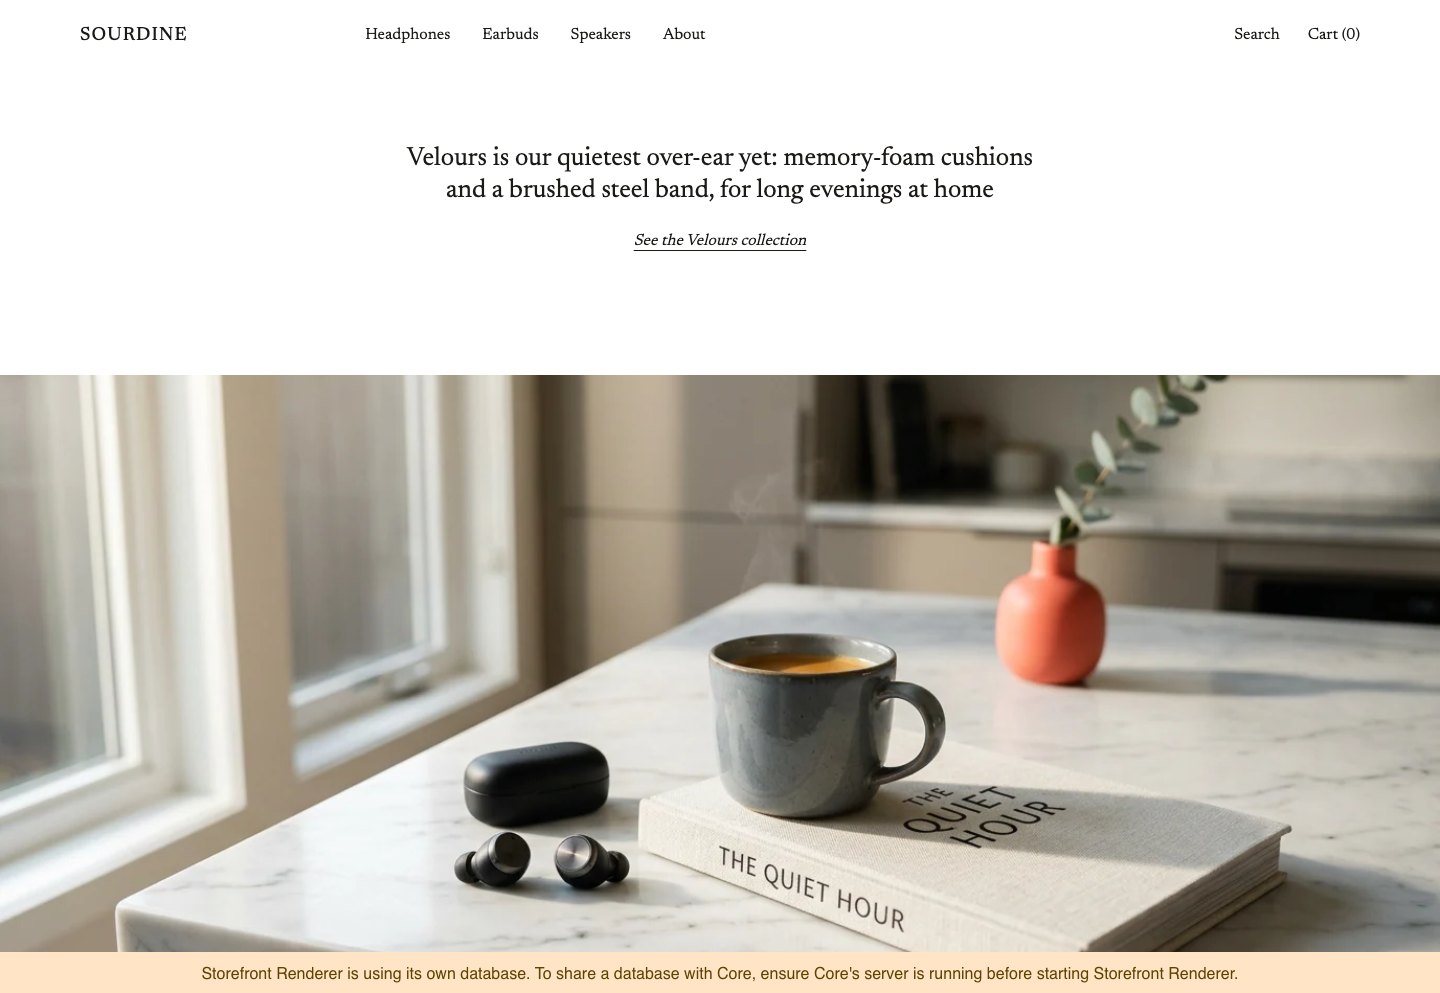 SOURDINE
Headphones
Earbuds
Speakers
About
Search
Cart (0)
Velours is our quietest over-ear yet: memory-foam cushions
and a brushed steel band, for long evenings at home
See the Velours collection
THE
QUIET
HOUR
THE QUIET HOUR
Storefront Renderer is using its own database. To share a database with Core, ensure Core's server is running before starting Storefront Renderer.